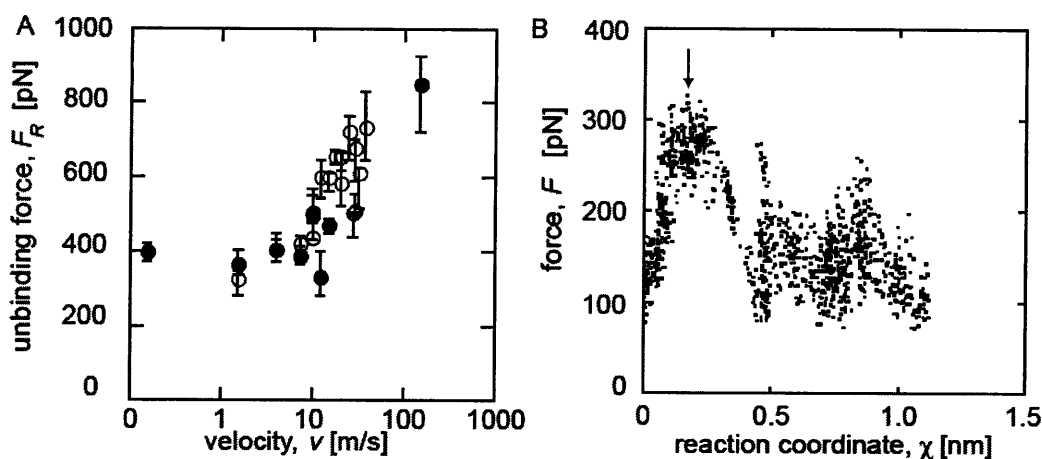 A
unbinding force, F_R [pN]
1000
800
600
400
200
0
0 1 10 100 1000
velocity, v [m/s]
B
force, F [pN]
400
300
200
100
0
0 0.5 1.0 1.5
reaction coordinate, χ [nm]